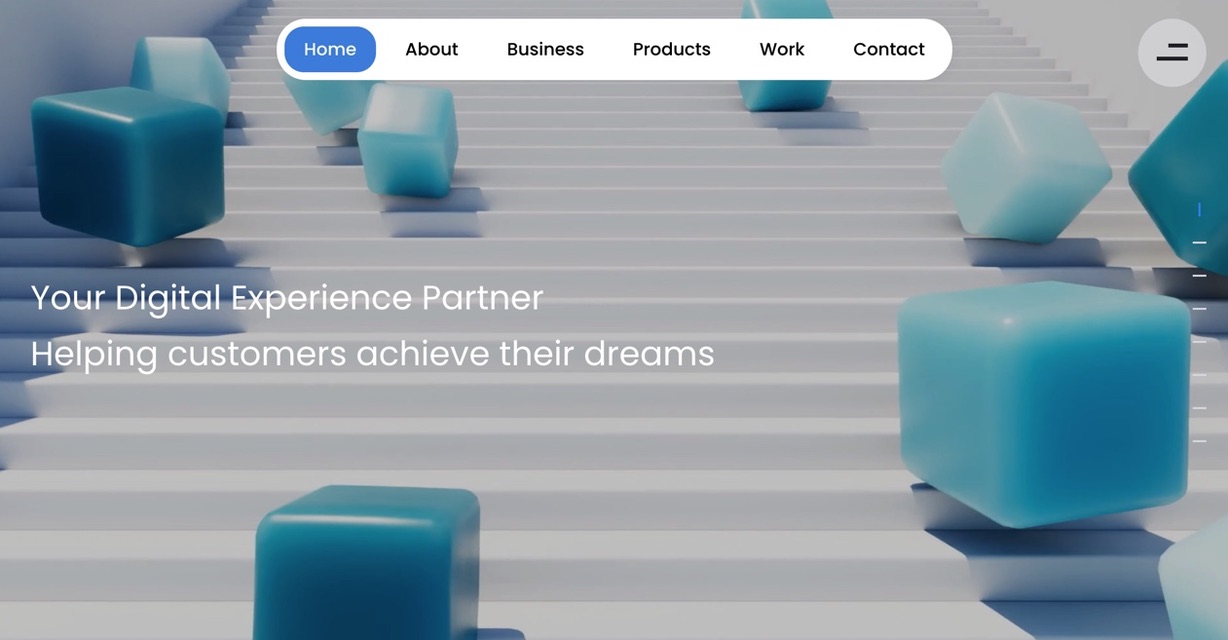 Home About Business Products Work Contact
Your Digital Experience Partner
Helping customers achieve their dreams